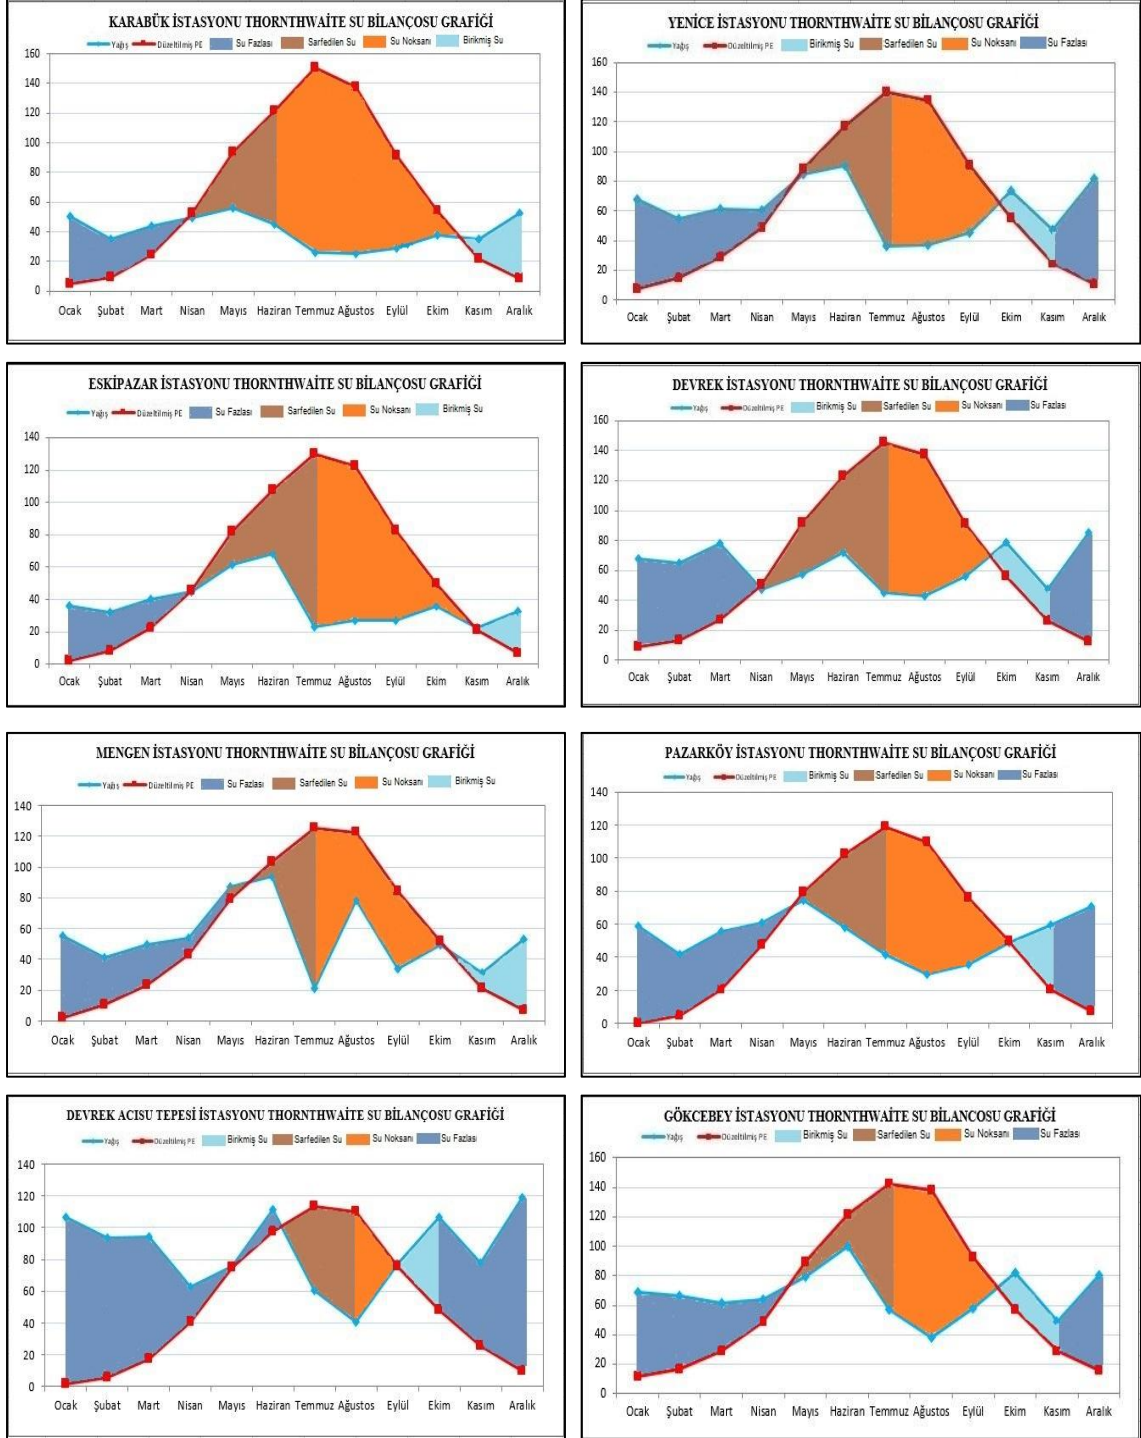 KARABÜK İSTASYONU THORNTHWAİTE SU BİLANÇOSU GRAFİĞİ
Yağış Düzeltilmiş PE Su Fazlası Sarfedilen Su Su Noksanı Birikmiş Su
160
140
120
100
80
60
40
20
0
Ocak Şubat Mart Nisan Mayıs Haziran Temmuz Ağustos Eylül Ekim Kasım Aralık
YENİCE İSTASYONU THORNTHWAİTE SU BİLANÇOSU GRAFİĞİ
Yağış Düzeltilmiş PE Birikmiş Su Sarfedilen Su Su Noksanı Su Fazlası
160
140
120
100
80
60
40
20
0
Ocak Şubat Mart Nisan Mayıs Haziran Temmuz Ağustos Eylül Ekim Kasım Aralık
ESKİPAZAR İSTASYONU THORNTHWAİTE SU BİLANÇOSU GRAFİĞİ
Yağış Düzeltilmiş PE Su Fazlası Sarfedilen Su Su Noksanı Birikmiş Su
140
120
100
80
60
40
20
0
Ocak Şubat Mart Nisan Mayıs Haziran Temmuz Ağustos Eylül Ekim Kasım Aralık
DEVREK İSTASYONU THORNTHWAİTE SU BİLANÇOSU GRAFİĞİ
Yağış Düzeltilmiş PE Birikmiş Su Sarfedilen Su Su Noksanı Su Fazlası
160
140
120
100
80
60
40
20
0
Ocak Şubat Mart Nisan Mayıs Haziran Temmuz Ağustos Eylül Ekim Kasım Aralık
MENGEN İSTASYONU THORNTHWAİTE SU BİLANÇOSU GRAFİĞİ
Yağış Düzeltilmiş PE Su Fazlası Sarfedilen Su Su Noksanı Birikmiş Su
140
120
100
80
60
40
20
0
Ocak Şubat Mart Nisan Mayıs Haziran Temmuz Ağustos Eylül Ekim Kasım Aralık
PAZARKÖY İSTASYONU THORNTHWAİTE SU BİLANÇOSU GRAFİĞİ
Yağış Düzeltilmiş PE Birikmiş Su Sarfedilen Su Su Noksanı Su Fazlası
140
120
100
80
60
40
20
0
Ocak Şubat Mart Nisan Mayıs Haziran Temmuz Ağustos Eylül Ekim Kasım Aralık
DEVREK ACISU TEPESİ İSTASYONU THORNTHWAİTE SU BİLANÇOSU GRAFİĞİ
Yağış Düzeltilmiş PE Birikmiş Su Sarfedilen Su Su Noksanı Su Fazlası
140
120
100
80
60
40
20
0
Ocak Şubat Mart Nisan Mayıs Haziran Temmuz Ağustos Eylül Ekim Kasım Aralık
GÖKCEBEY İSTASYONU THORNTHWAİTE SU BİLANCOSU GRAFİĞİ
Yağış Düzeltilmiş PE Birikmiş Su Sarfedilen Su Su Noksanı Su Fazlası
160
140
120
100
80
60
40
20
0
Ocak Şubat Mart Nisan Mayıs Haziran Temmuz Ağustos Eylül Ekim Kasım Aralık